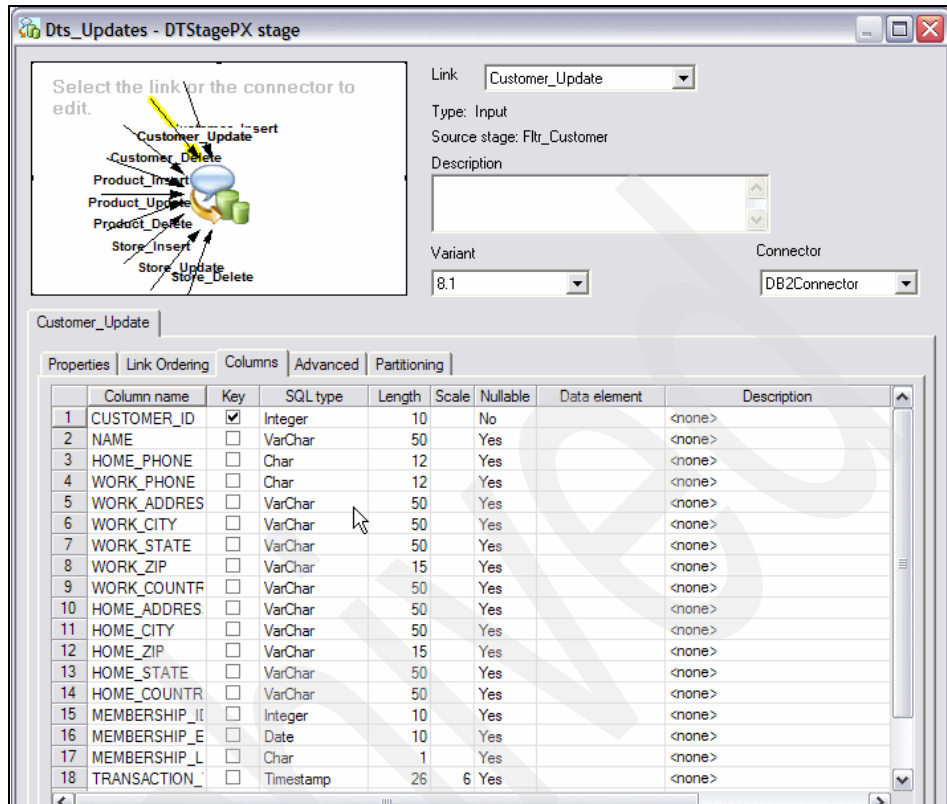 Dts_Updates - DTStagePX stage
Select the link or the connector to
edit.
Customer_Insert
Customer_Update
Customer_Delete
Product_Insert
Product_Update
Product_Delete
Store_Insert
Store_Update
Store_Delete
Link
Customer_Update
Type: Input
Source stage: Fltr_Customer
Description
Variant
Connector
8.1
DB2Connector
Customer_Update
Properties Link Ordering Columns Advanced Partitioning
Column name Key SQL type Length Scale Nullable Data element Description
1 CUSTOMER_ID Integer 10 No <none>
2 NAME VarChar 50 Yes <none>
3 HOME_PHONE Char 12 Yes <none>
4 WORK_PHONE Char 12 Yes <none>
5 WORK_ADDRES VarChar 50 Yes <none>
6 WORK_CITY VarChar 50 Yes <none>
7 WORK_STATE VarChar 50 Yes <none>
8 WORK_ZIP VarChar 15 Yes <none>
9 WORK_COUNTR VarChar 50 Yes <none>
10 HOME_ADDRES VarChar 50 Yes <none>
11 HOME_CITY VarChar 50 Yes <none>
12 HOME_ZIP VarChar 15 Yes <none>
13 HOME_STATE VarChar 50 Yes <none>
14 HOME_COUNTR VarChar 50 Yes <none>
15 MEMBERSHIP_I Integer 10 Yes <none>
16 MEMBERSHIP_E Date 10 Yes <none>
17 MEMBERSHIP_L Char 1 Yes <none>
18 TRANSACTION_ Timestamp 26 6 Yes <none>